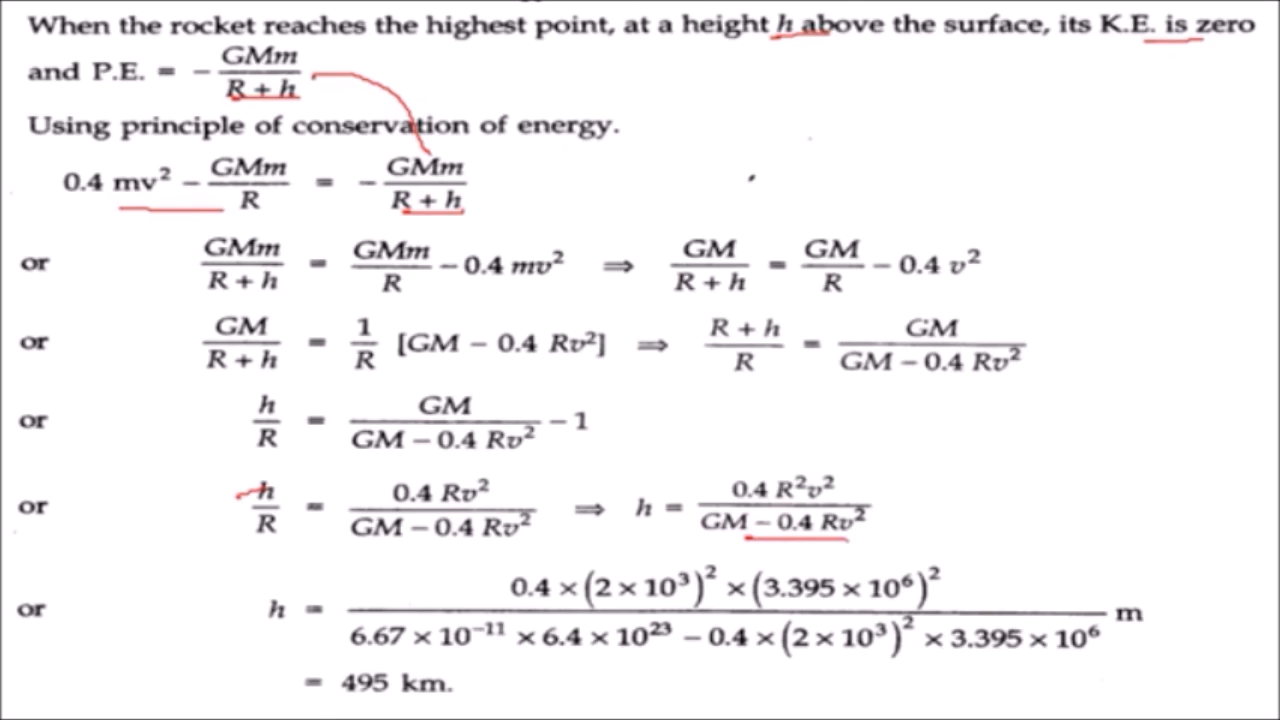 When the rocket reaches the highest point, at a height h above the surface, its K.E. is zero
and P.E. = − GMm / (R + h)
Using principle of conservation of energy.
0.4 mv² − GMm / R = − GMm / (R + h)
or GMm / (R + h) = GMm / R − 0.4 mv² ⇒ GM / (R + h) = GM / R − 0.4 v²
or GM / (R + h) = 1 / R [GM − 0.4 Rv²] ⇒ (R + h) / R = GM / (GM − 0.4 Rv²)
or h / R = GM / (GM − 0.4 Rv²) − 1
or h / R = 0.4 Rv² / (GM − 0.4 Rv²) ⇒ h = 0.4 R²v² / (GM − 0.4 Rv²)
or h = 0.4 × (2 × 10³)² × (3.395 × 10⁶)² / (6.67 × 10⁻¹¹ × 6.4 × 10²³ − 0.4 × (2 × 10³)² × 3.395 × 10⁶) m
= 495 km.